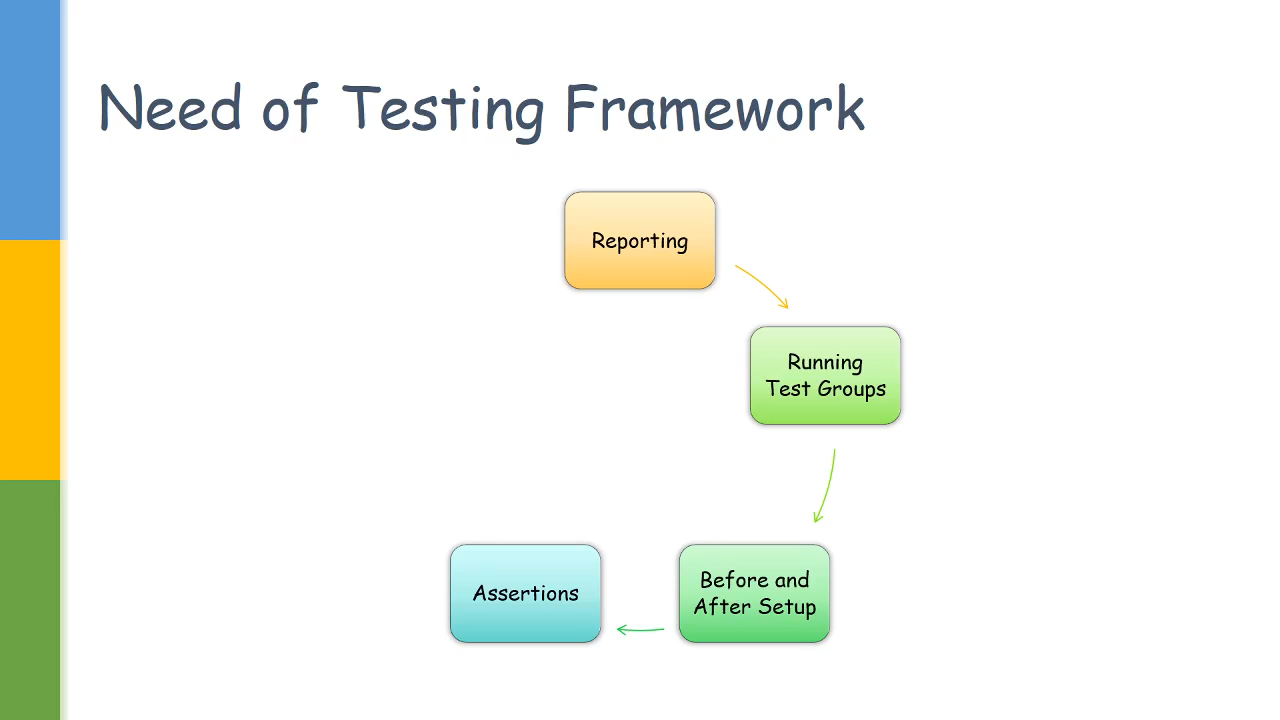 Need of Testing Framework
Reporting
Running
Test Groups
Before and
After Setup
Assertions